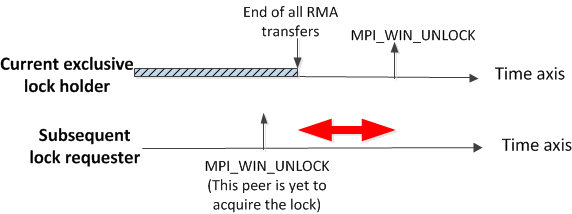 End of all RMA
transfers
MPI_WIN_UNLOCK
Current exclusive
lock holder
Time axis
Subsequent
lock requester
Time axis
MPI_WIN_UNLOCK
(This peer is yet to
acquire the lock)